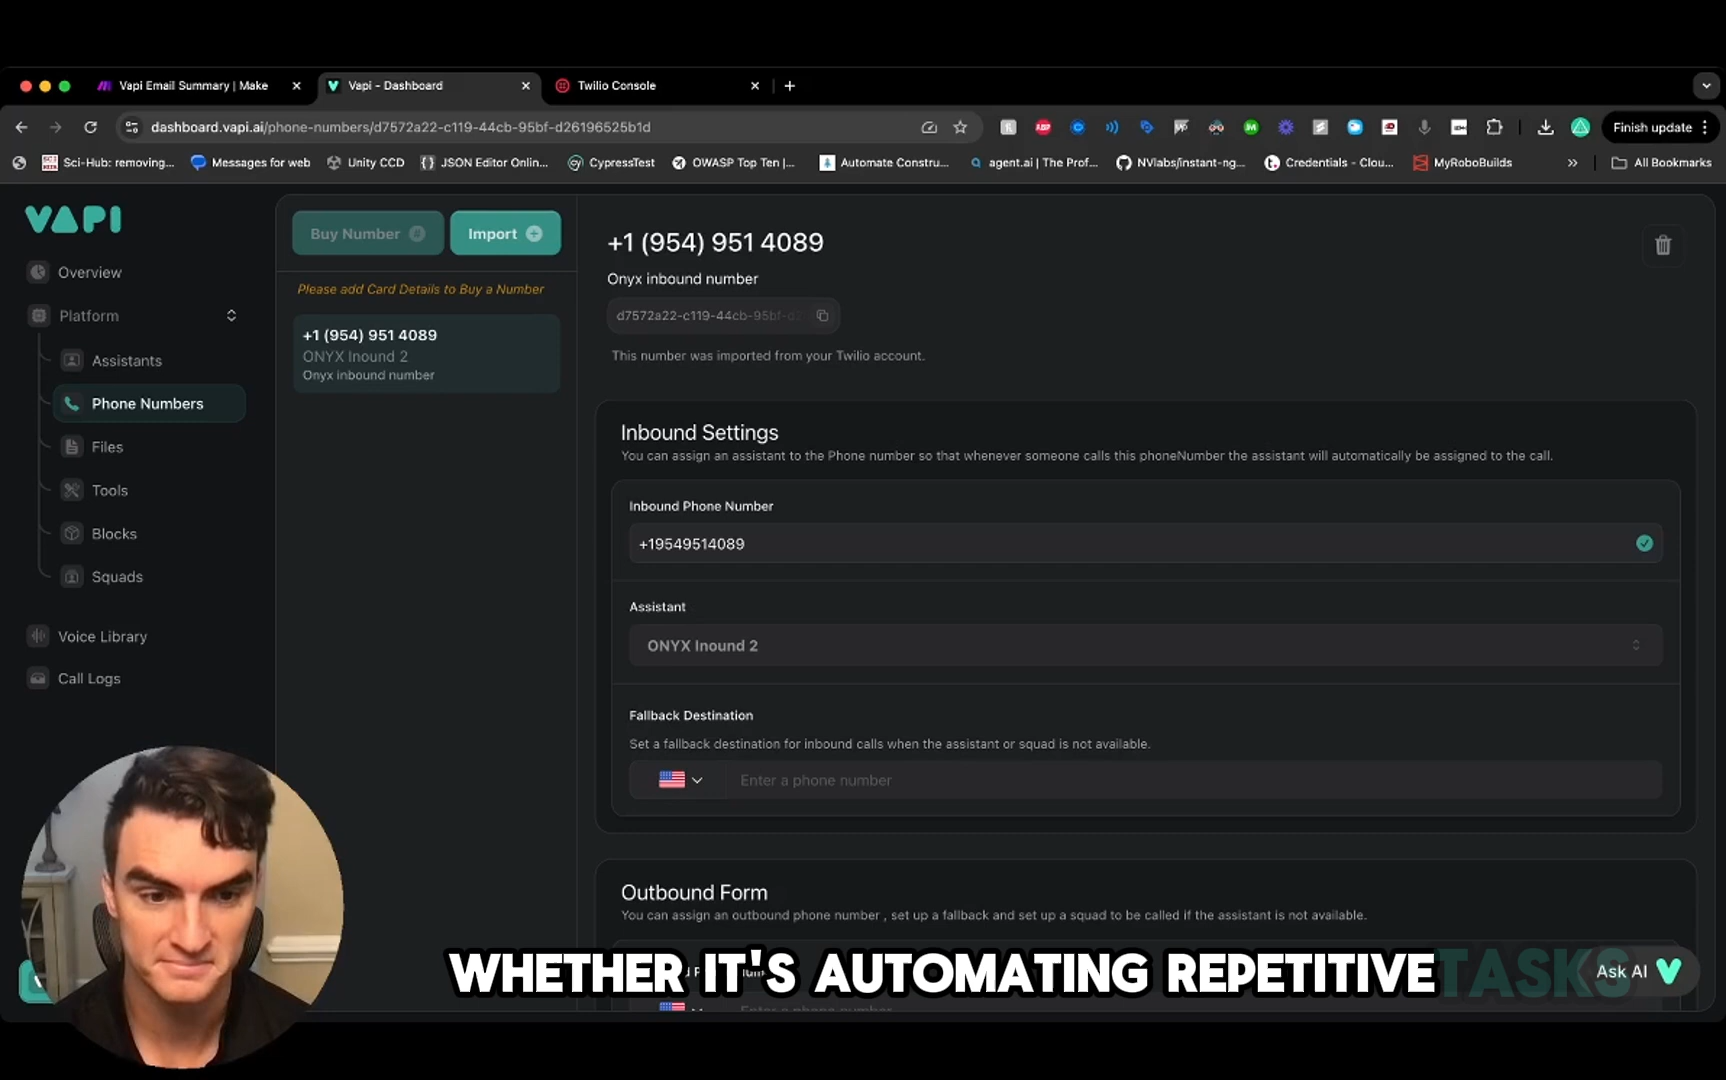 Vapi Email Summary | Make
Vapi - Dashboard
Twilio Console
dashboard.vapi.ai/phone-numbers/d7572a22-c119-44cb-95bf-d26196525b1d
Finish update
Sci-Hub: removing...
Messages for web
Unity CCD
JSON Editor Onlin...
CypressTest
OWASP Top Ten |...
Automate Constru...
agent.ai | The Prof...
NVlabs/instant-ng...
Credentials - Clou...
MyRoboBuilds
All Bookmarks
VAPI
Overview
Platform
Assistants
Phone Numbers
Files
Tools
Blocks
Squads
Voice Library
Call Logs
Buy Number
Import
Please add Card Details to Buy a Number
+1 (954) 951 4089
ONYX Inound 2
Onyx inbound number
+1 (954) 951 4089
Onyx inbound number
d7572a22-c119-44cb-95bf-d2
This number was imported from your Twilio account.
Inbound Settings
You can assign an assistant to the Phone number so that whenever someone calls this phoneNumber the assistant will automatically be assigned to the call.
Inbound Phone Number
+19549514089
Assistant
ONYX Inound 2
Fallback Destination
Set a fallback destination for inbound calls when the assistant or squad is not available.
Enter a phone number
Outbound Form
You can assign an outbound phone number , set up a fallback and set up a squad to be called if the assistant is not available.
WHETHER IT'S AUTOMATING REPETITIVE TASKS
Ask AI
Enter a phone number